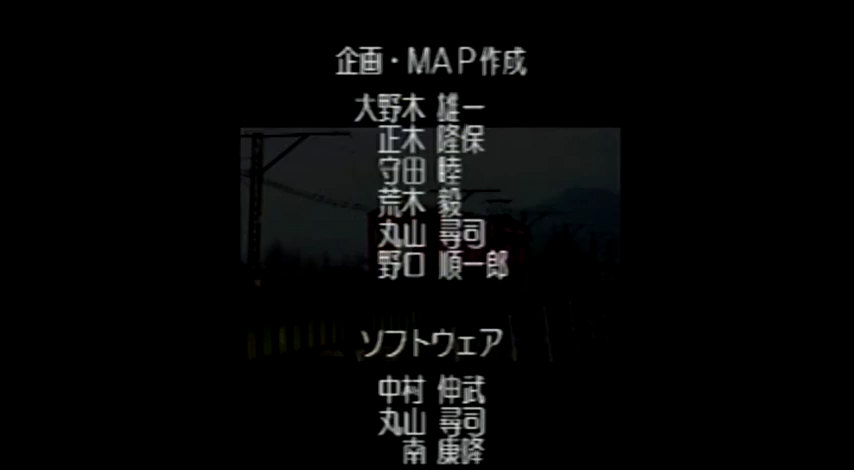 企画・MAP作成
大野木 雄一
正木 隆保
守田 睦
荒木 毅
丸山 尋司
野口 順一郎
ソフトウェア
中村 伸武
丸山 尋司
南 康隆